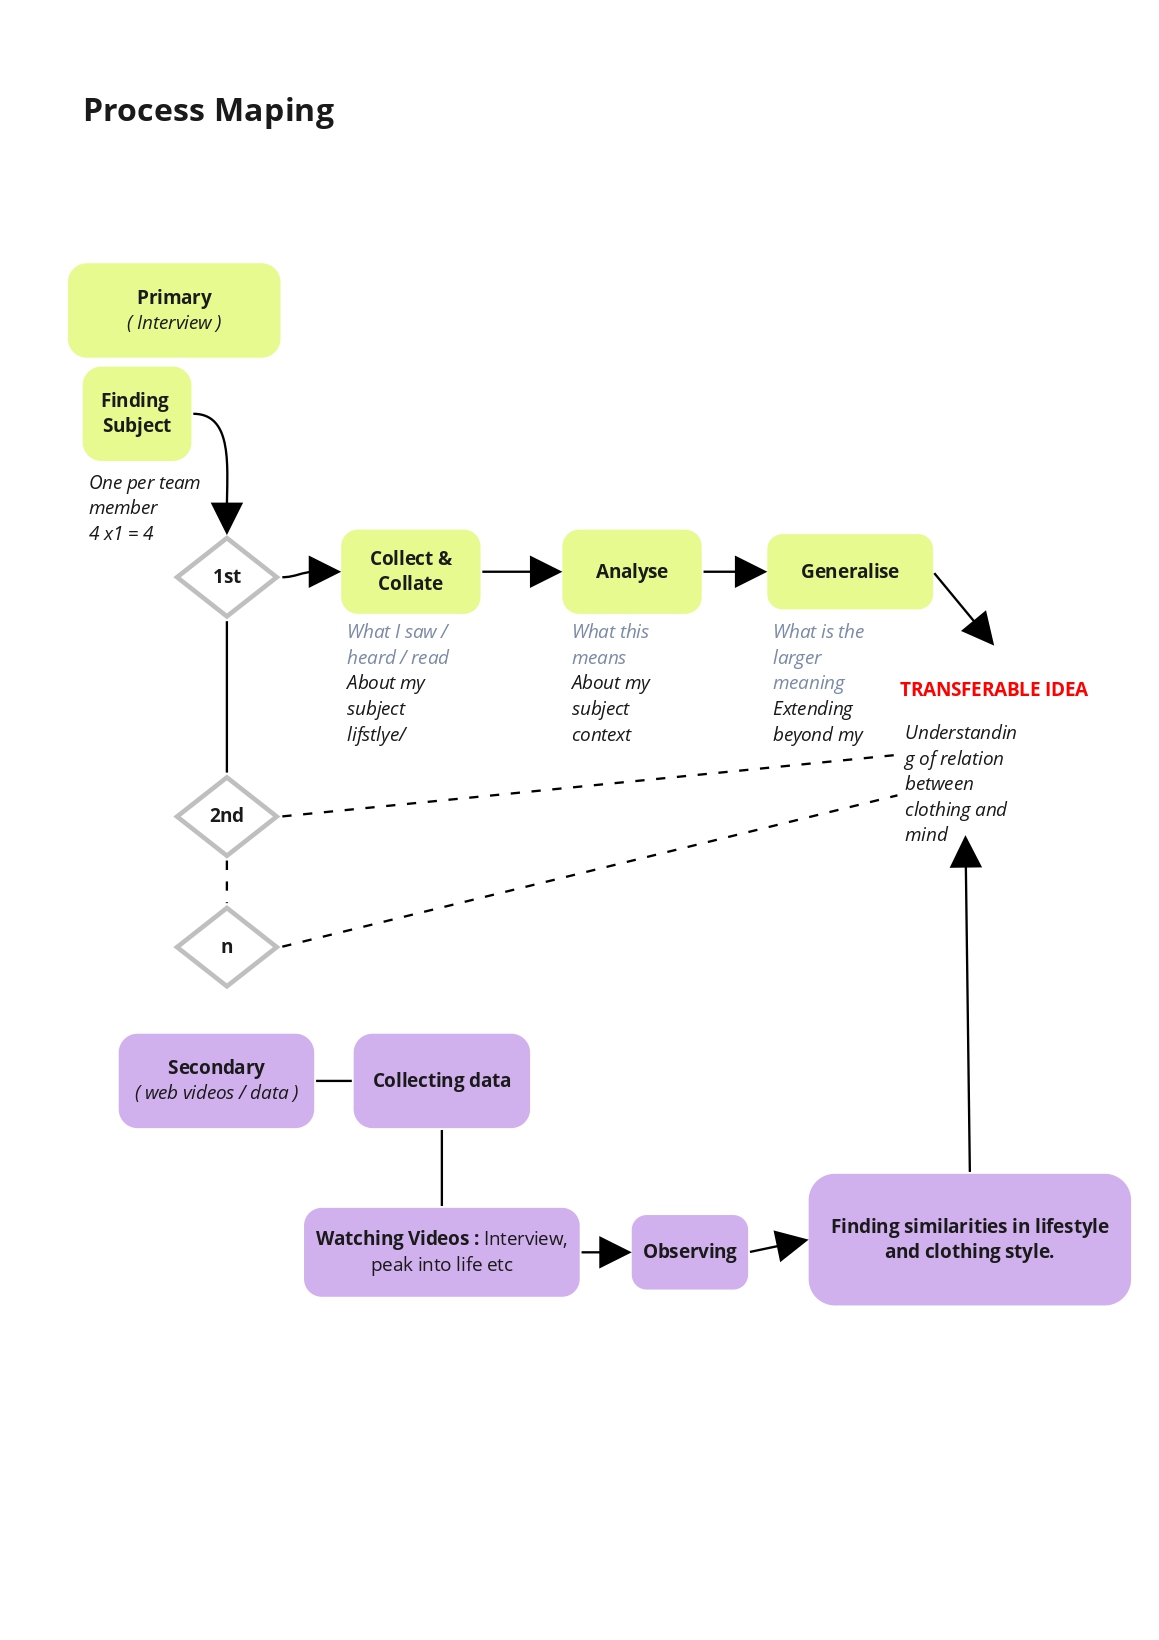 Process Maping
Primary
( Interview )
Finding
Subject
One per team
member
4 x1 = 4
1st
Collect &
Collate
What I saw /
heard / read
About my
subject
lifstlye/
Analyse
What this
means
About my
subject
context
Generalise
What is the
larger
meaning
Extending
beyond my
TRANSFERABLE IDEA
Understandin
g of relation
between
clothing and
mind
2nd
n
Secondary
( web videos / data )
Collecting data
Watching Videos : Interview,
peak into life etc
Observing
Finding similarities in lifestyle
and clothing style.